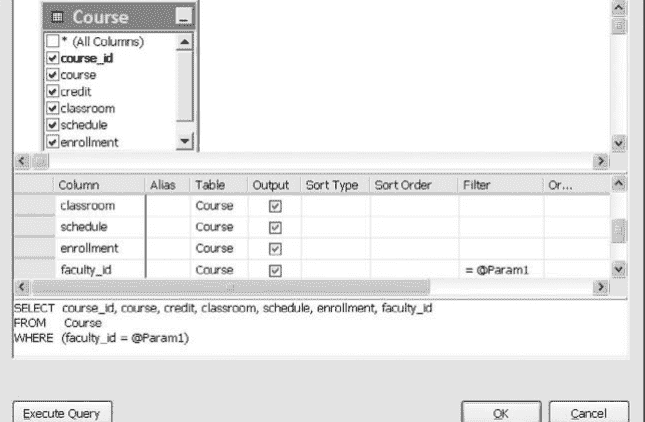 Course
* (All Columns)
course_id
course
credit
classroom
schedule
enrollment
Column Alias Table Output Sort Type Sort Order Filter Or...
classroom Course
schedule Course
enrollment Course
faculty_id Course = @Param1
SELECT course_id, course, credit, classroom, schedule, enrollment, faculty_id
FROM Course
WHERE (faculty_id = @Param1)
Execute Query OK Cancel